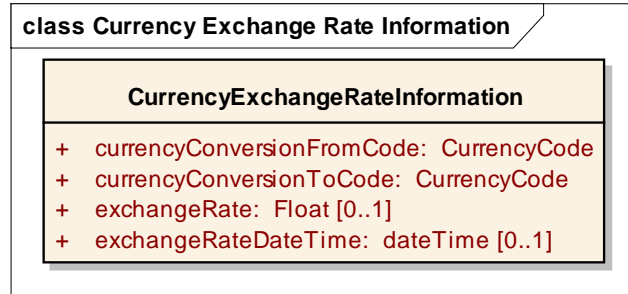 class Currency Exchange Rate Information
CurrencyExchangeRateInformation
+ currencyConversionFromCode: CurrencyCode
+ currencyConversionToCode: CurrencyCode
+ exchangeRate: Float [0..1]
+ exchangeRateDateTime: dateTime [0..1]